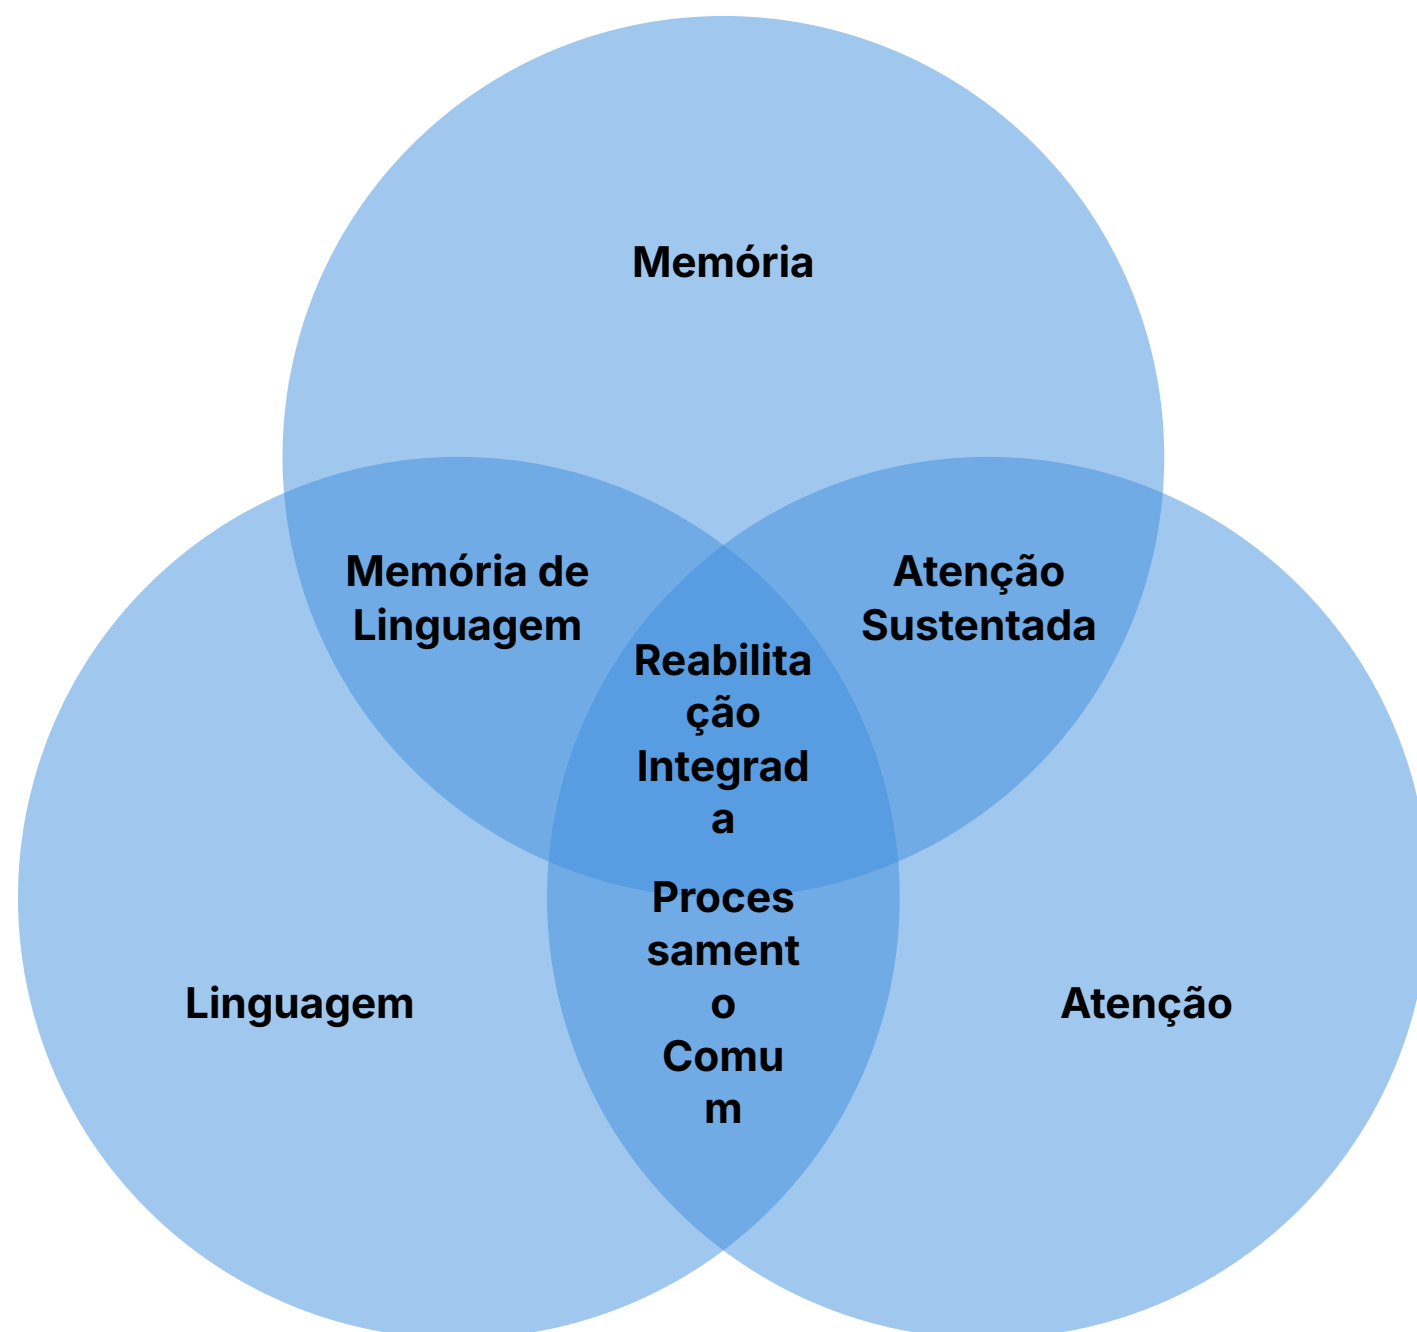 Memória
Memória de
Linguagem
Atenção
Sustentada
Reabilita
ção
Integrad
a
Proces
sament
o
Comu
m
Linguagem
Atenção